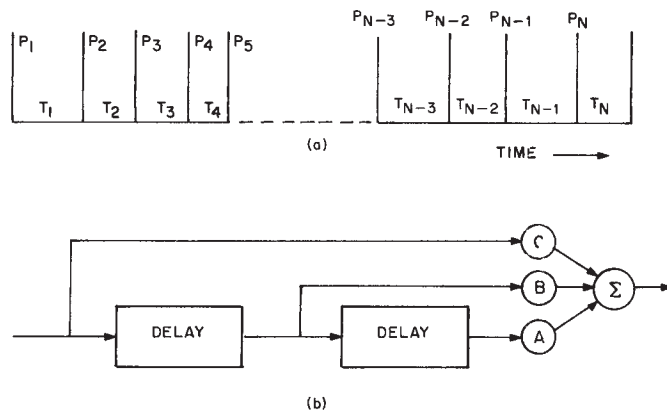 P1 P2 P3 P4 P5 PN−3 PN−2 PN−1 PN
T1 T2 T3 T4 TN−3 TN−2 TN−1 TN
(a)
TIME
C
B
DELAY DELAY A Σ
(b)